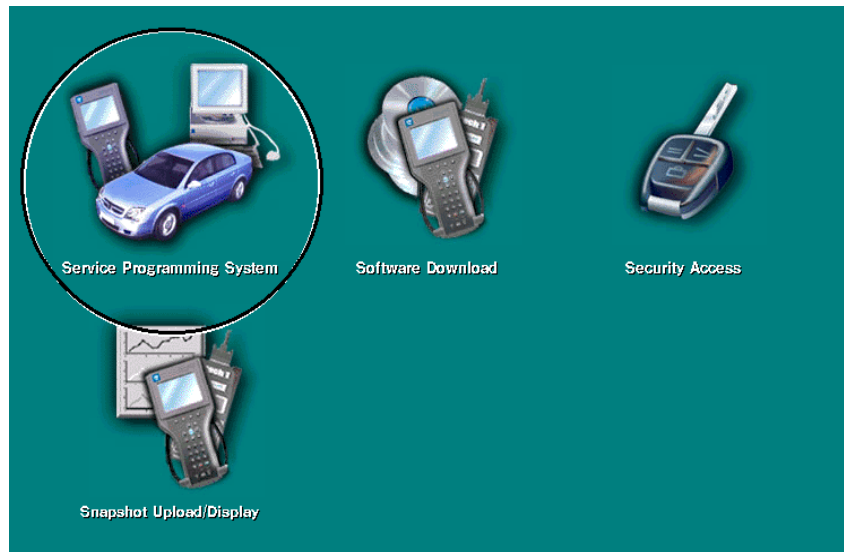 Service Programming System
Software Download
Security Access
Snapshot Upload/Display